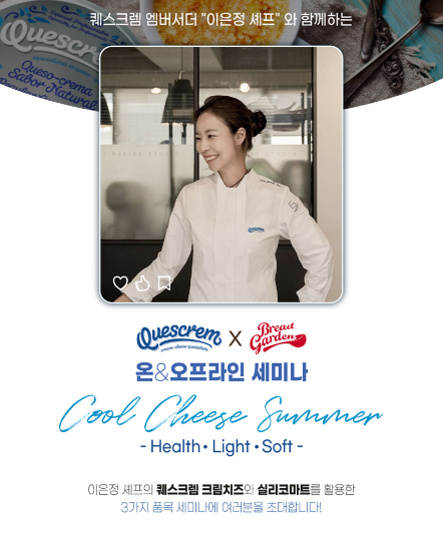 퀘스크렘 엠버서더 "이은정 셰프" 와 함께하는
Quescrem
Queso-crema
Sabor Natural
Quescrem
Quescrem X Bread Garden
온&오프라인 세미나
Cool Cheese Summer
- Health • Light • Soft -
이은정 셰프의 퀘스크렘 크림치즈와 실리코마트를 활용한
3가지 품목 세미나에 여러분을 초대합니다!